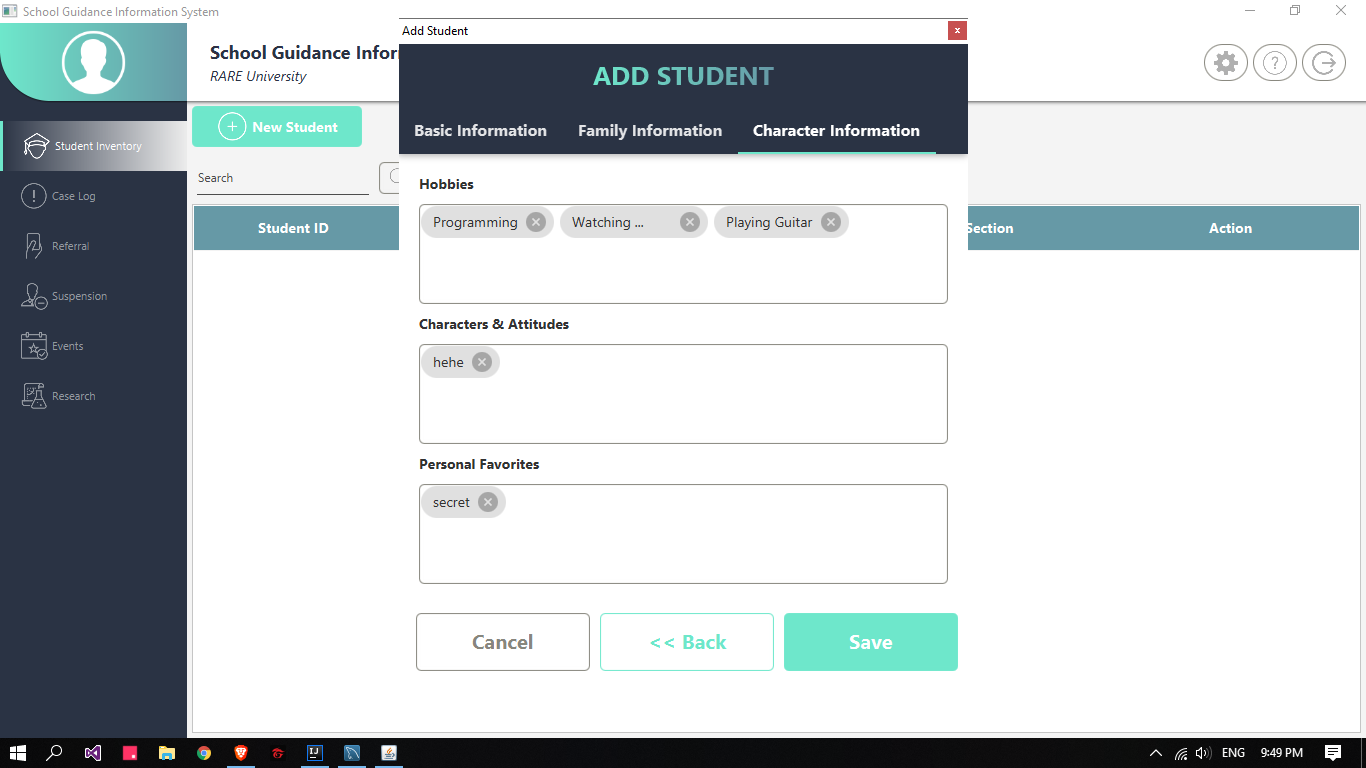 School Guidance Information System
Add Student
School Guidance Infor
RARE University
ADD STUDENT
Basic Information Family Information Character Information
New Student
Student Inventory
Case Log
Referral
Suspension
Events
Research
Search
Student ID Section Action
Hobbies
Programming Watching ... Playing Guitar
Characters & Attitudes
hehe
Personal Favorites
secret
Cancel << Back Save
ENG 9:49 PM